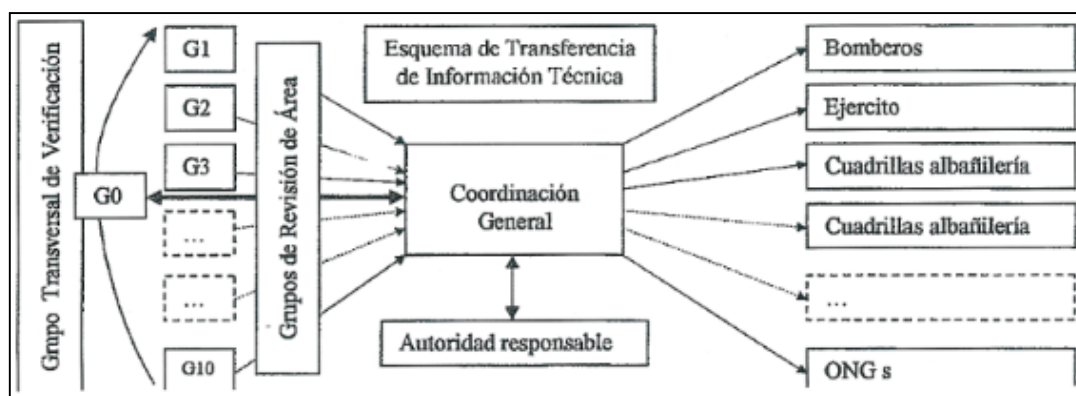 Grupo Transversal de Verificación
G0
G1
G2
G3
...
...
G10
Grupos de Revisión de Área
Esquema de Transferencia
de Información Técnica
Coordinación
General
Autoridad responsable
Bomberos
Ejercito
Cuadrillas albañilería
Cuadrillas albañilería
...
ONG s